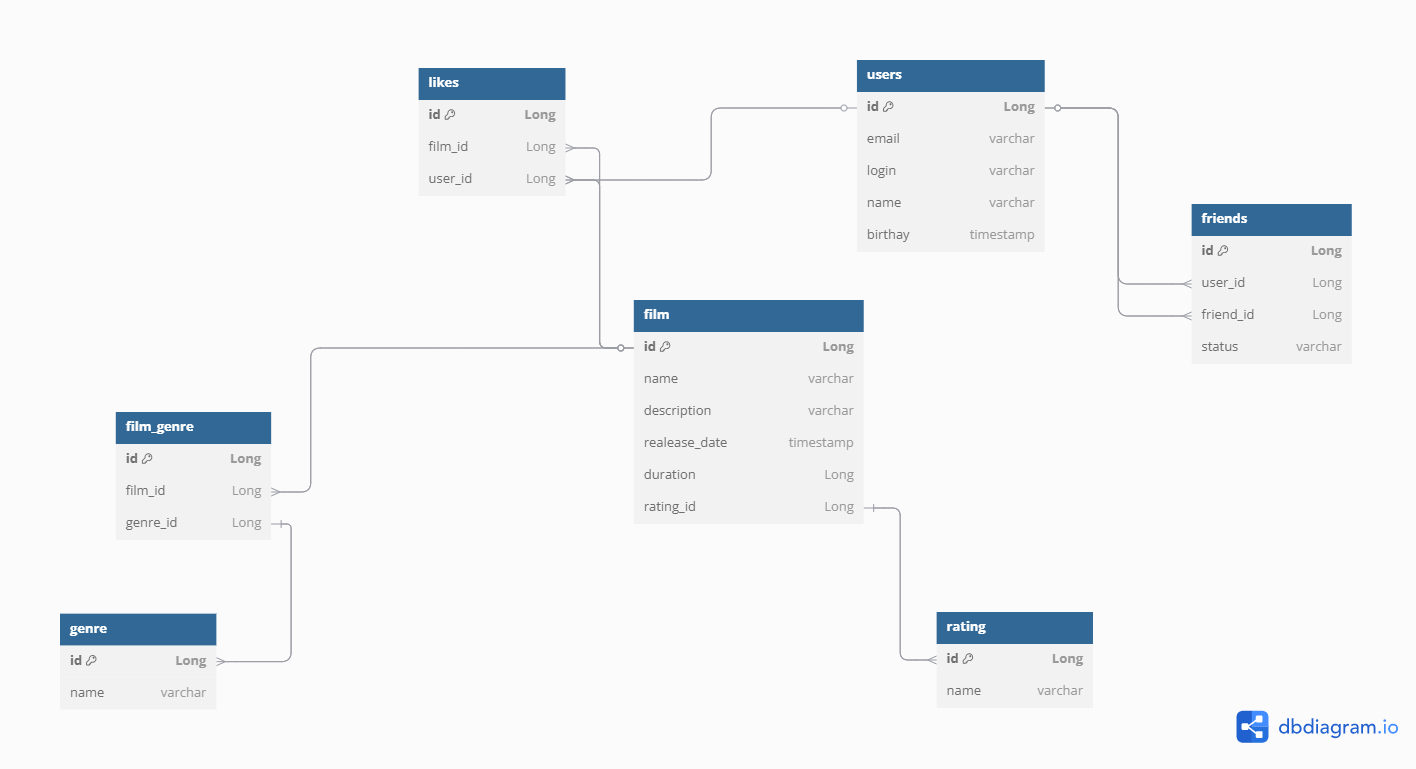 likes
id Long
film_id Long
user_id Long
users
id Long
email varchar
login varchar
name varchar
birthay timestamp
friends
id Long
user_id Long
friend_id Long
status varchar
film
id Long
name varchar
description varchar
realease_date timestamp
duration Long
rating_id Long
film_genre
id Long
film_id Long
genre_id Long
genre
id Long
name varchar
rating
id Long
name varchar
dbdiagram.io